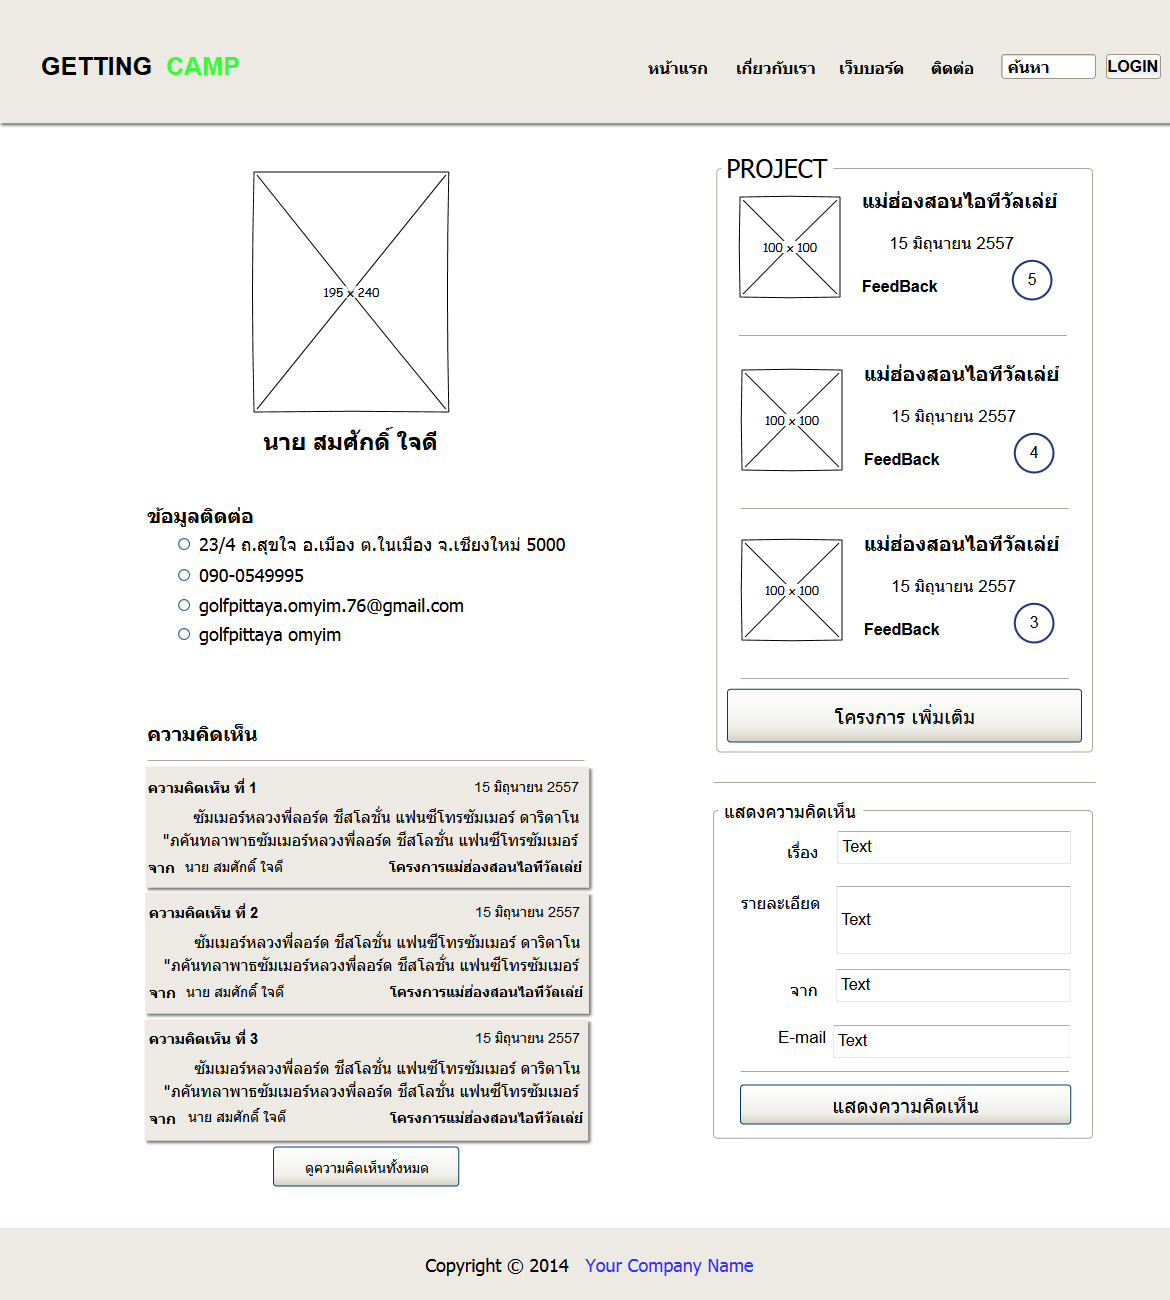 GETTING CAMP
หน้าแรก เกี่ยวกับเรา เว็บบอร์ด ติดต่อ ค้นหา LOGIN
195 x 240
นาย สมศักดิ์ ใจดี
ข้อมูลติดต่อ
23/4 ถ.สุขใจ อ.เมือง ต.ในเมือง จ.เชียงใหม่ 5000
090-0549995
golfpittaya.omyim.76@gmail.com
golfpittaya omyim
ความคิดเห็น
ความคิดเห็น ที่ 1 15 มิถุนายน 2557
ซัมเมอร์หลวงพี่ลอร์ด ชีสโลชั่น แฟนซีโทรซัมเมอร์ ดาริดาโน
"ภคันทลาพาธซัมเมอร์หลวงพี่ลอร์ด ชีสโลชั่น แฟนซีโทรซัมเมอร์
จาก นาย สมศักดิ์ ใจดี โครงการแม่ฮ่องสอนไอทีวัลเล่ย์
ความคิดเห็น ที่ 2 15 มิถุนายน 2557
ซัมเมอร์หลวงพี่ลอร์ด ชีสโลชั่น แฟนซีโทรซัมเมอร์ ดาริดาโน
"ภคันทลาพาธซัมเมอร์หลวงพี่ลอร์ด ชีสโลชั่น แฟนซีโทรซัมเมอร์
จาก นาย สมศักดิ์ ใจดี โครงการแม่ฮ่องสอนไอทีวัลเล่ย์
ความคิดเห็น ที่ 3 15 มิถุนายน 2557
ซัมเมอร์หลวงพี่ลอร์ด ชีสโลชั่น แฟนซีโทรซัมเมอร์ ดาริดาโน
"ภคันทลาพาธซัมเมอร์หลวงพี่ลอร์ด ชีสโลชั่น แฟนซีโทรซัมเมอร์
จาก นาย สมศักดิ์ ใจดี โครงการแม่ฮ่องสอนไอทีวัลเล่ย์
ดูความคิดเห็นทั้งหมด
PROJECT
100 x 100
แม่ฮ่องสอนไอทีวัลเล่ย์
15 มิถุนายน 2557
FeedBack 5
100 x 100
แม่ฮ่องสอนไอทีวัลเล่ย์
15 มิถุนายน 2557
FeedBack 4
100 x 100
แม่ฮ่องสอนไอทีวัลเล่ย์
15 มิถุนายน 2557
FeedBack 3
โครงการ เพิ่มเติม
แสดงความคิดเห็น
เรื่อง Text
รายละเอียด Text
จาก Text
E-mail Text
แสดงความคิดเห็น
Copyright © 2014 Your Company Name